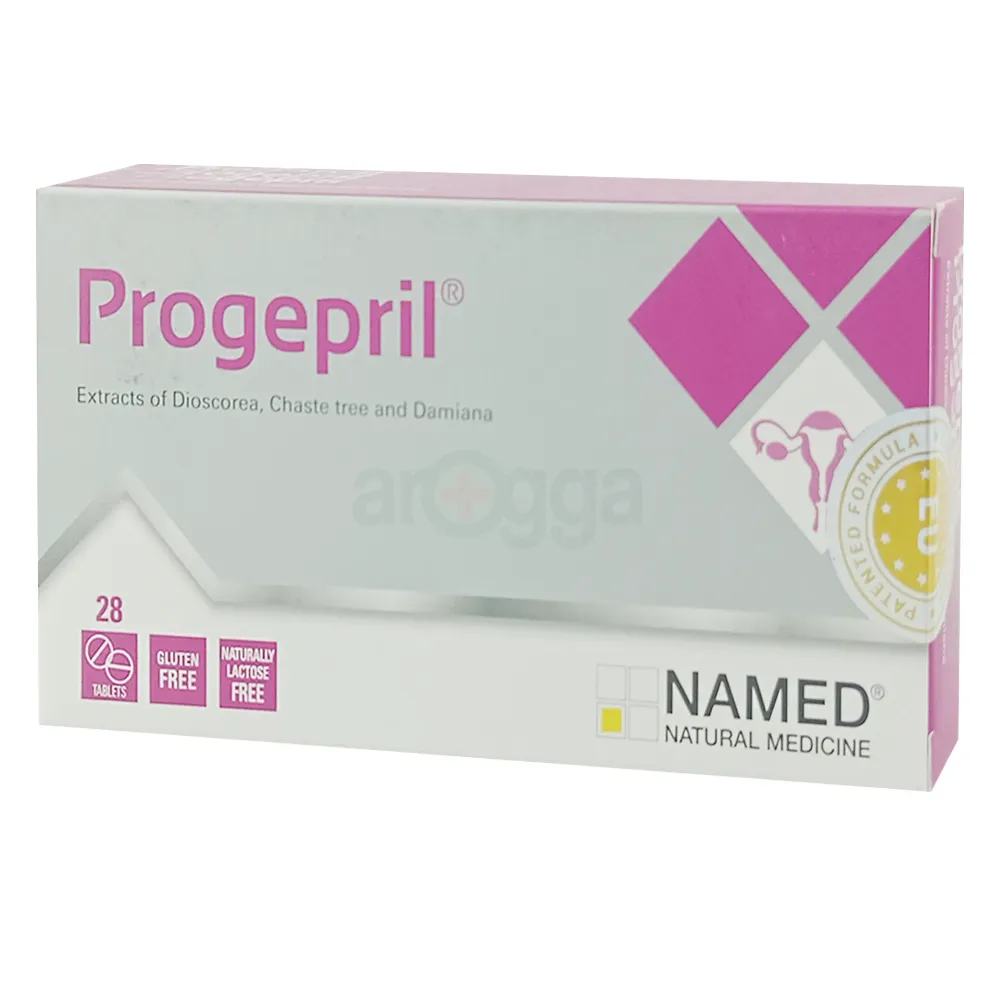 Progepril®
Extracts of Dioscorea, Chaste tree and Damiana
arogga
PATENTED FORMULA
EU
28
TABLETS
GLUTEN
FREE
NATURALLY
LACTOSE
FREE
NAMED®
NATURAL MEDICINE